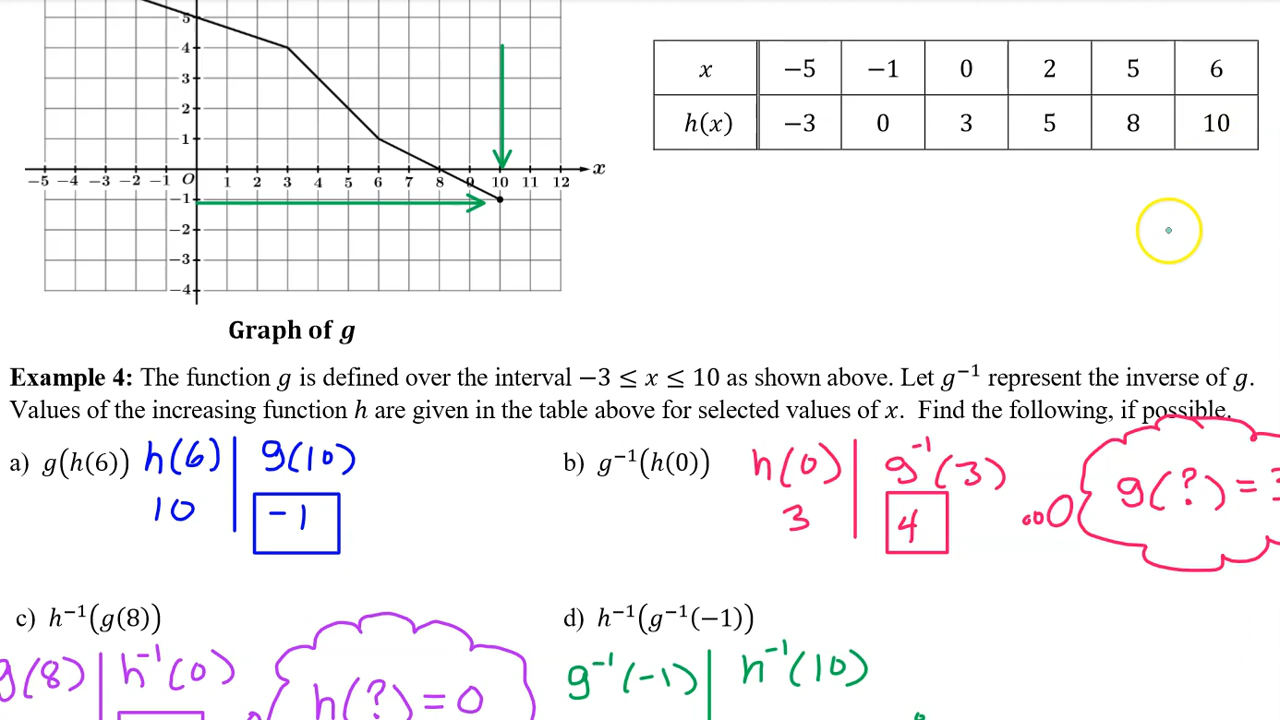 5
4
3
2
1
-5 -4 -3 -2 -1 O 1 2 3 4 5 6 7 8 9 10 11 12 x
-1
-2
-3
-4
Graph of g
x −5 −1 0 2 5 6
h(x) −3 0 3 5 8 10
Example 4: The function g is defined over the interval −3 ≤ x ≤ 10 as shown above. Let g⁻¹ represent the inverse of g.
Values of the increasing function h are given in the table above for selected values of x. Find the following, if possible.
a) g(h(6)) h(6) | g(10)
10 | -1
b) g⁻¹(h(0)) h(0) | g⁻¹(3)
3 | 4
g(?) =
c) h⁻¹(g(8))
g(8) | h⁻¹(0)
h(?) = 0
d) h⁻¹(g⁻¹(−1))
g⁻¹(-1) | h⁻¹(10)